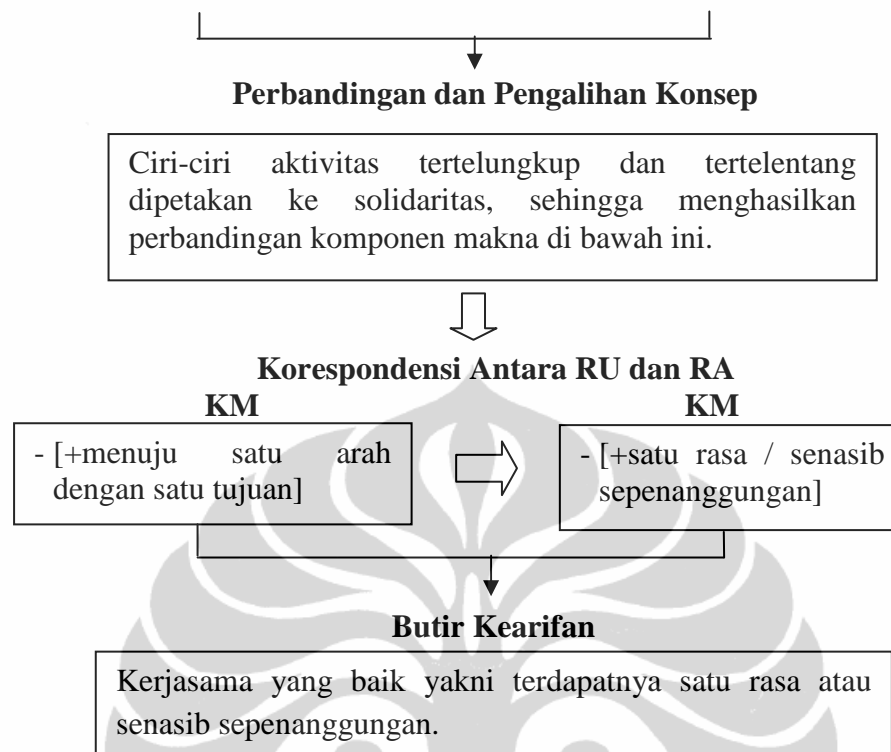 Perbandingan dan Pengalihan Konsep
Ciri-ciri aktivitas tertelungkup dan tertelentang
dipetakan ke solidaritas, sehingga menghasilkan
perbandingan komponen makna di bawah ini.
Korespondensi Antara RU dan RA
KM
- [+menuju satu arah
dengan satu tujuan]
KM
- [+satu rasa / senasib
sepenanggungan]
Butir Kearifan
Kerjasama yang baik yakni terdapatnya satu rasa atau
senasib sepenanggungan.